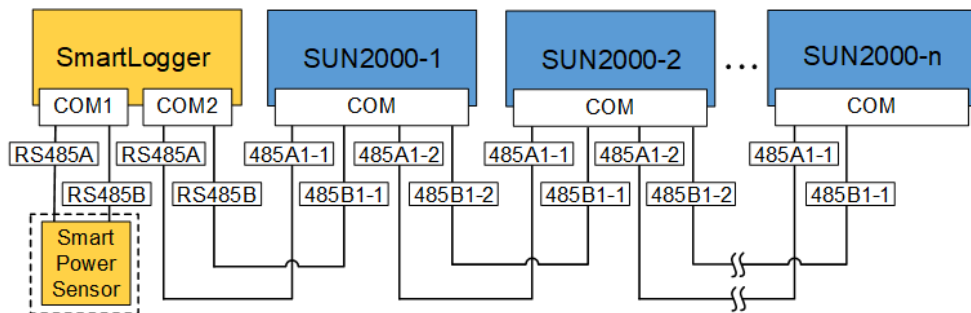 SmartLogger
SUN2000-1
SUN2000-2
...
SUN2000-n
COM1
COM2
COM
COM
COM
RS485A
RS485A
485A1-1
485A1-2
485A1-1
485A1-2
485A1-1
RS485B
RS485B
485B1-1
485B1-2
485B1-1
485B1-2
485B1-1
Smart
Power
Sensor